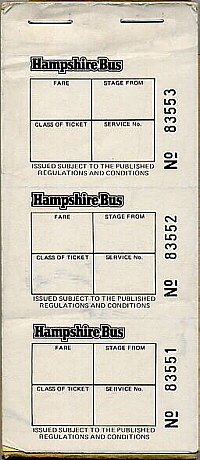 Hampshire Bus
FARE STAGE FROM
CLASS OF TICKET SERVICE No.
ISSUED SUBJECT TO THE PUBLISHED
REGULATIONS AND CONDITIONS
No 83553
Hampshire Bus
FARE STAGE FROM
CLASS OF TICKET SERVICE No.
ISSUED SUBJECT TO THE PUBLISHED
REGULATIONS AND CONDITIONS
No 83552
Hampshire Bus
FARE STAGE FROM
CLASS OF TICKET SERVICE No.
ISSUED SUBJECT TO THE PUBLISHED
REGULATIONS AND CONDITIONS
No 83551